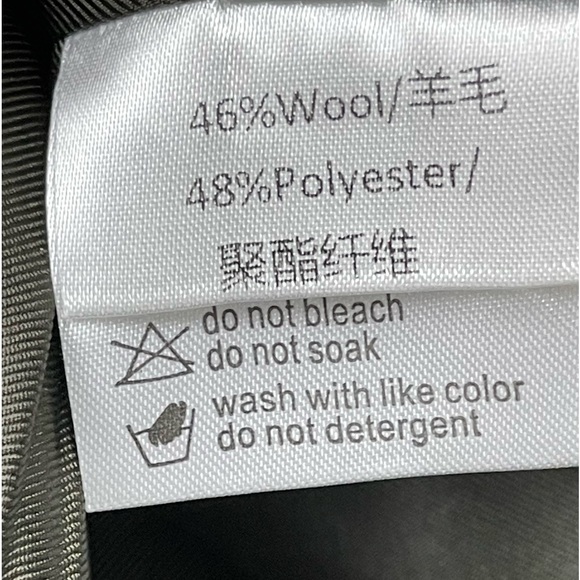 46%Wool/羊毛
48%Polyester/
聚酯纤维
do not bleach
do not soak
wash with like color
do not detergent